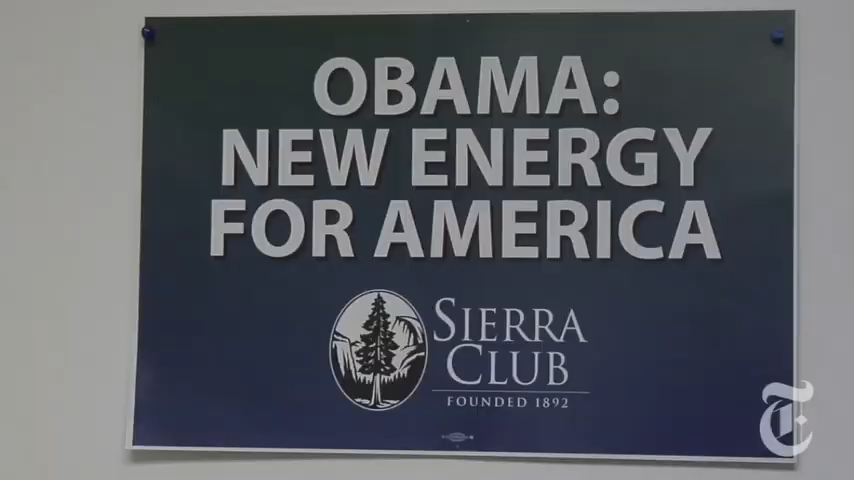 OBAMA:
NEW ENERGY
FOR AMERICA
SIERRA
CLUB
FOUNDED 1892
T